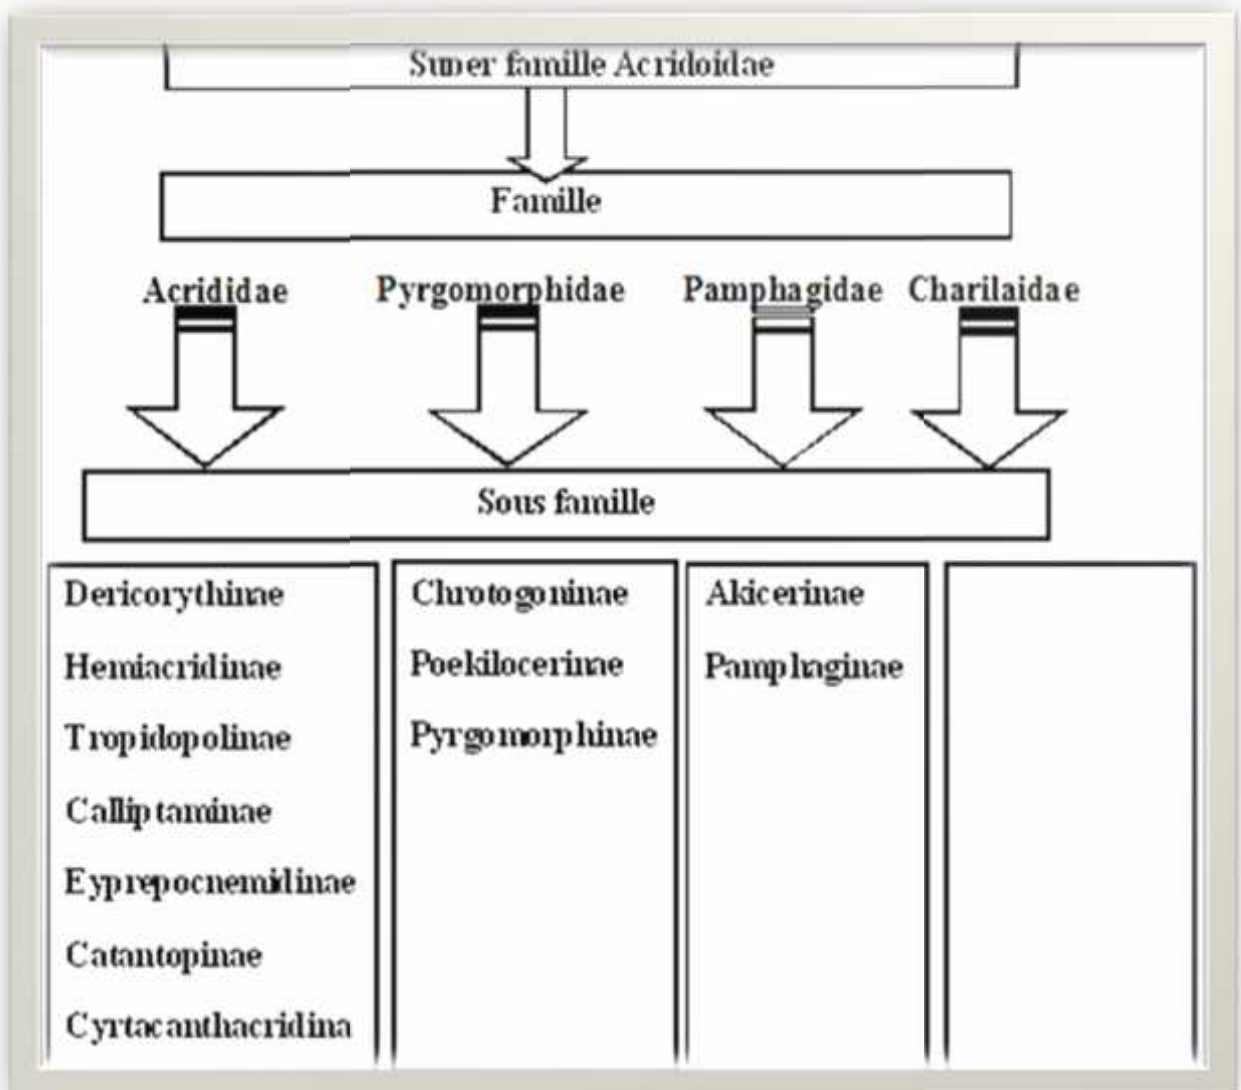 Super famille Acridoidae
Famille
Acrididae Pyrgomorphidae Pamphagidae Charilaidae
Sous famille
Dericorythinae
Hemiacridinae
Tropidopolinae
Calliptaminae
Eyprepocnemidinae
Catantopinae
Cyrtacanthacridina
Chrotogoninae
Poekilocerinae
Pyrgomorphinae
Akicerinae
Pamphaginae